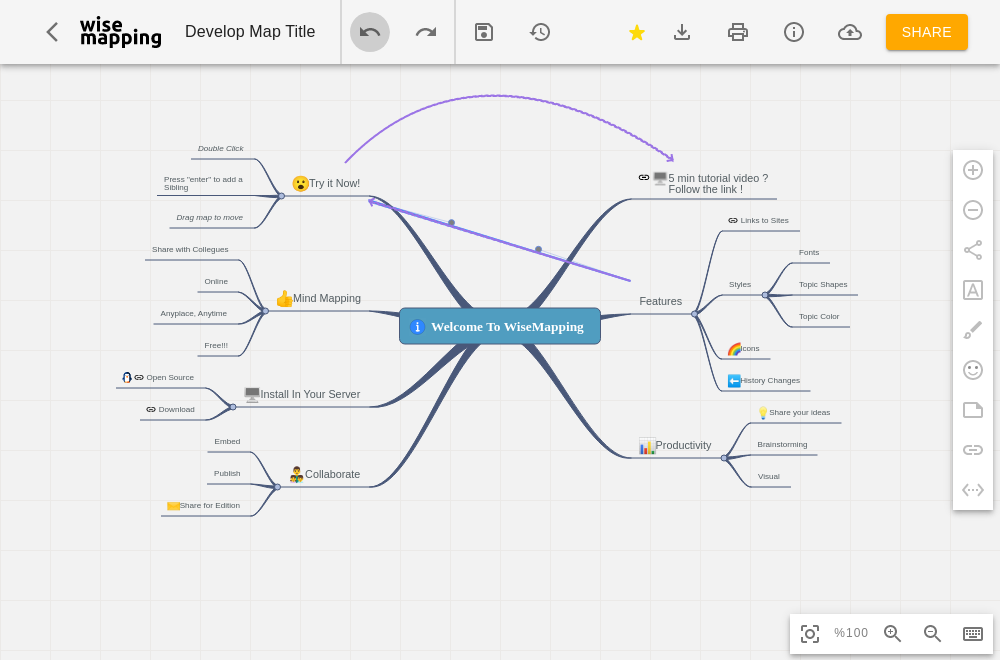 wise
mapping
Develop Map Title
SHARE
Double Click
Press "enter" to add a
Sibling
Drag map to move
Try it Now!
Share with Collegues
Online
Anyplace, Anytime
Free!!!
Mind Mapping
Open Source
Download
Install In Your Server
Embed
Publish
Share for Edition
Collaborate
Welcome To WiseMapping
5 min tutorial video ?
Follow the link !
Features
Links to Sites
Styles
Fonts
Topic Shapes
Topic Color
Icons
History Changes
Productivity
Share your ideas
Brainstorming
Visual
%100